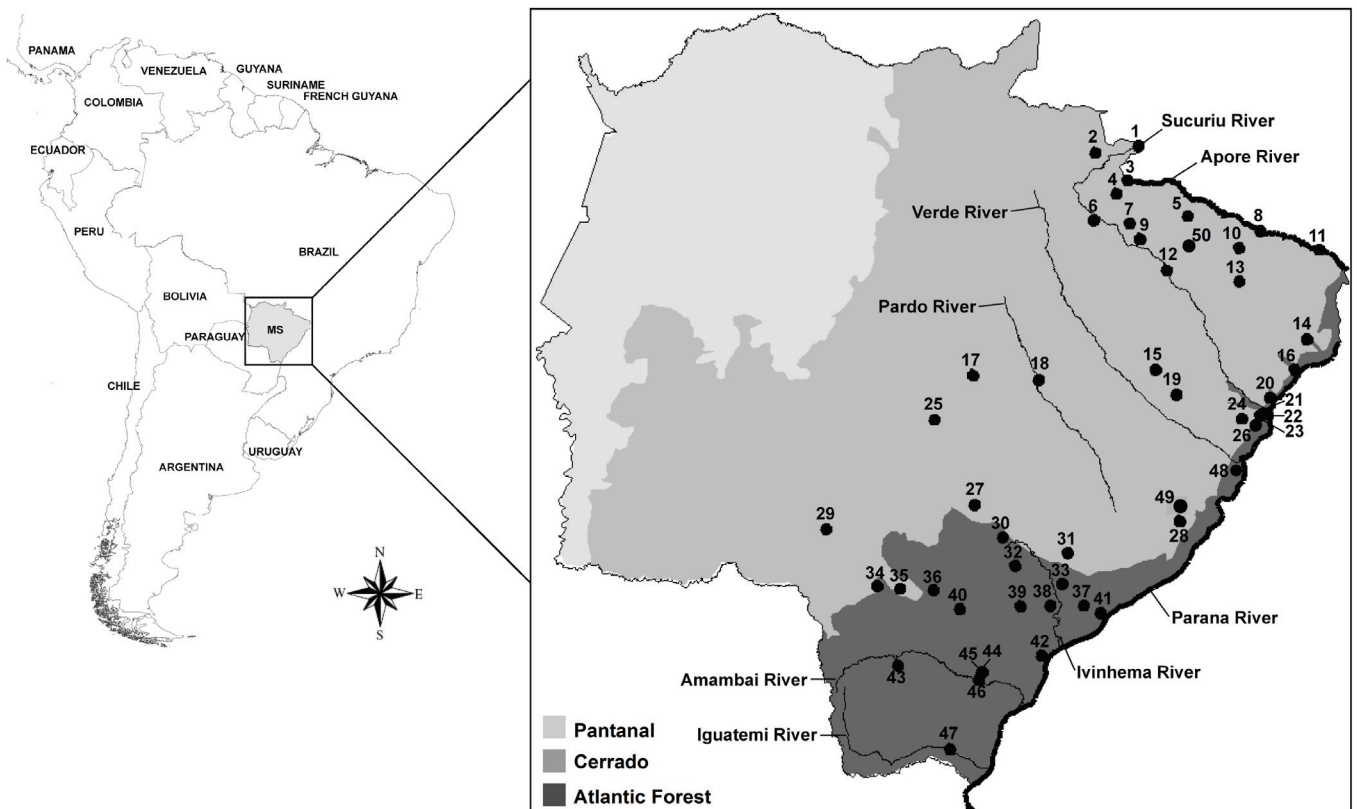 PANAMA
VENEZUELA
GUYANA
SURINAME
FRENCH GUYANA
COLOMBIA
ECUADOR
PERU
BRAZIL
BOLIVIA
MS
PARAGUAY
CHILE
URUGUAY
ARGENTINA
N
W E
S
Sucuriu River
1
2
Apore River
3
4
Verde River
5
6
7
8
9
50
10
11
12
13
Pardo River
14
15
16
17
18
19
20
21
22
23
24
25
26
48
27
49
28
29
30
31
32
33
34
35
36
40
39
38
37
41
Parana River
42
Ivinhema River
45
44
46
43
Amambai River
Iguatemi River
47
Pantanal
Cerrado
Atlantic Forest